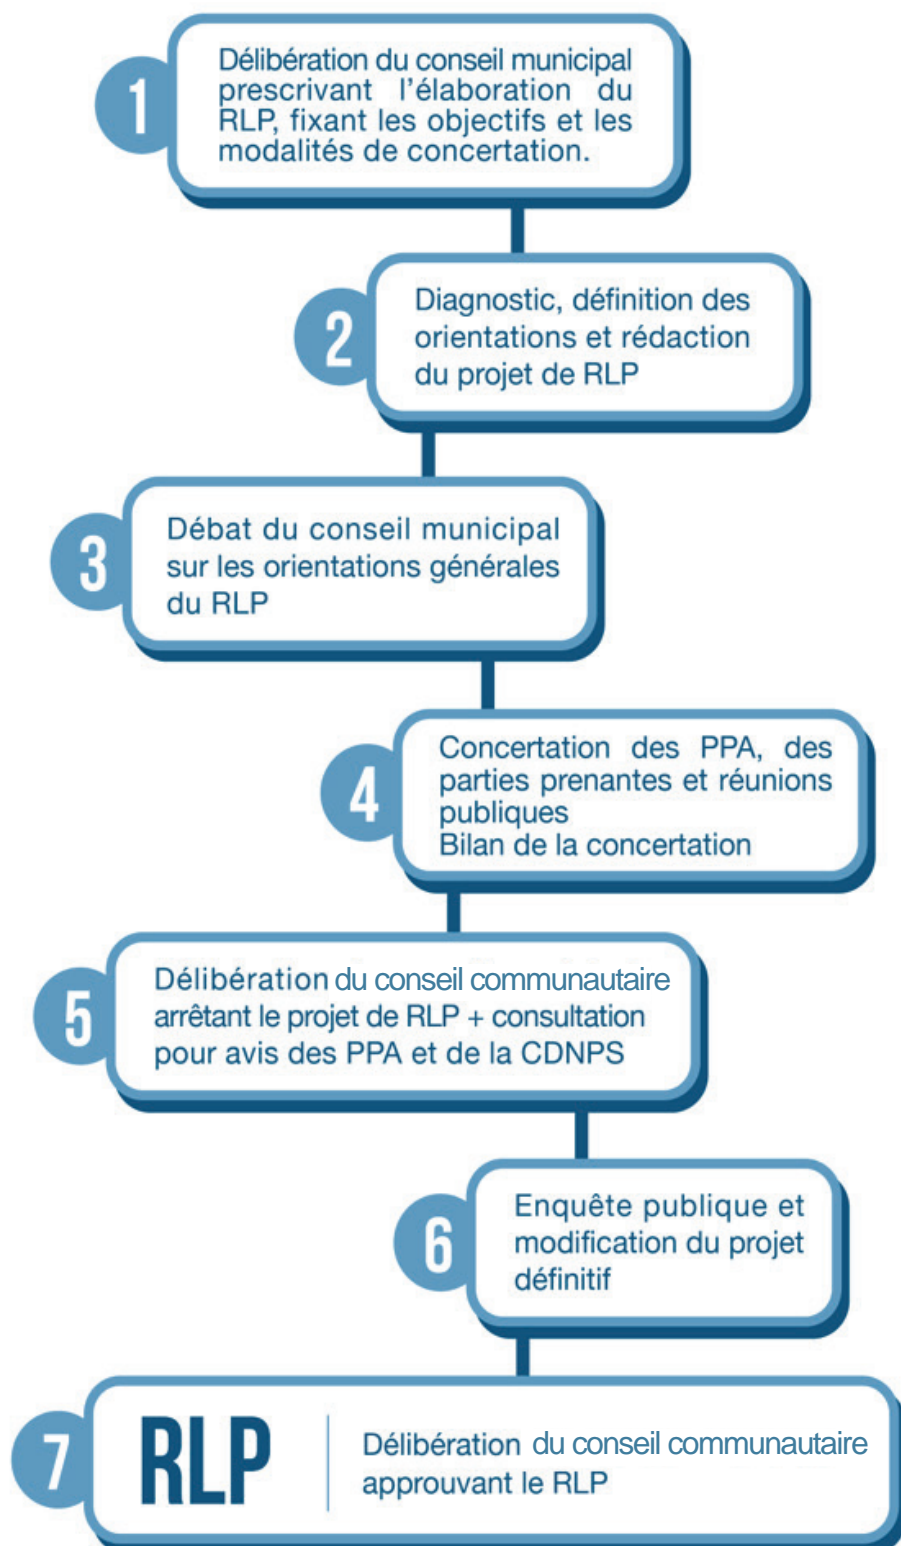 1
Délibération du conseil municipal
prescrivant l'élaboration du
RLP, fixant les objectifs et les
modalités de concertation.
2
Diagnostic, définition des
orientations et rédaction
du projet de RLP
3
Débat du conseil municipal
sur les orientations générales
du RLP
4
Concertation des PPA, des
parties prenantes et réunions
publiques
Bilan de la concertation
5
Délibération du conseil communautaire
arrêtant le projet de RLP + consultation
pour avis des PPA et de la CDNPS
6
Enquête publique et
modification du projet
définitif
7
RLP
Délibération du conseil communautaire
approuvant le RLP